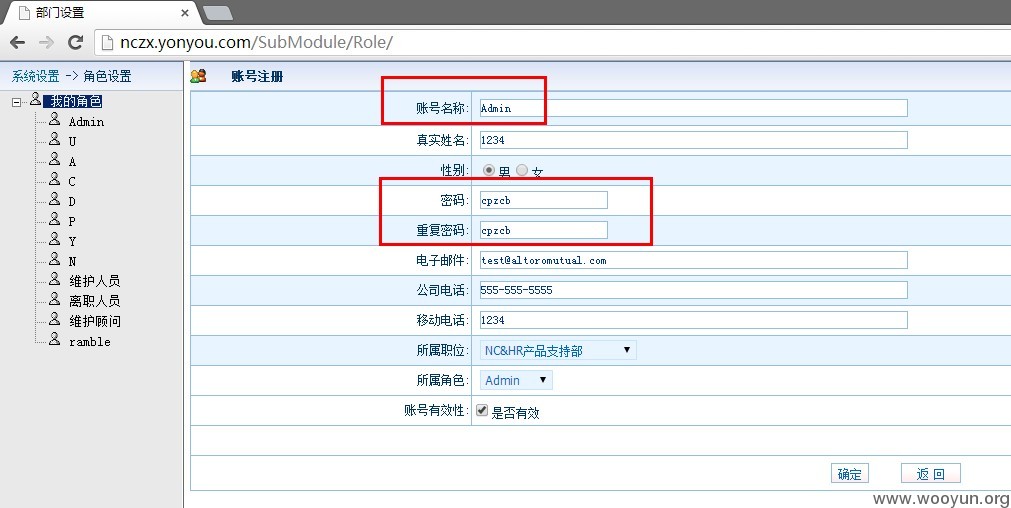 部门设置
nczx.yonyou.com/SubModule/Role/
系统设置 -> 角色设置
我的角色
Admin
U
A
C
D
P
Y
N
维护人员
离职人员
维护顾问
ramble
账号注册
账号名称: Admin
真实姓名: 1234
性别: 男 女
密码: cpzcb
重复密码: cpzcb
电子邮件: test@altoromutual.com
公司电话: 555-555-5555
移动电话: 1234
所属职位: NC&HR产品支持部
所属角色: Admin
账号有效性: 是否有效
确定 返 回
www.wooyun.org